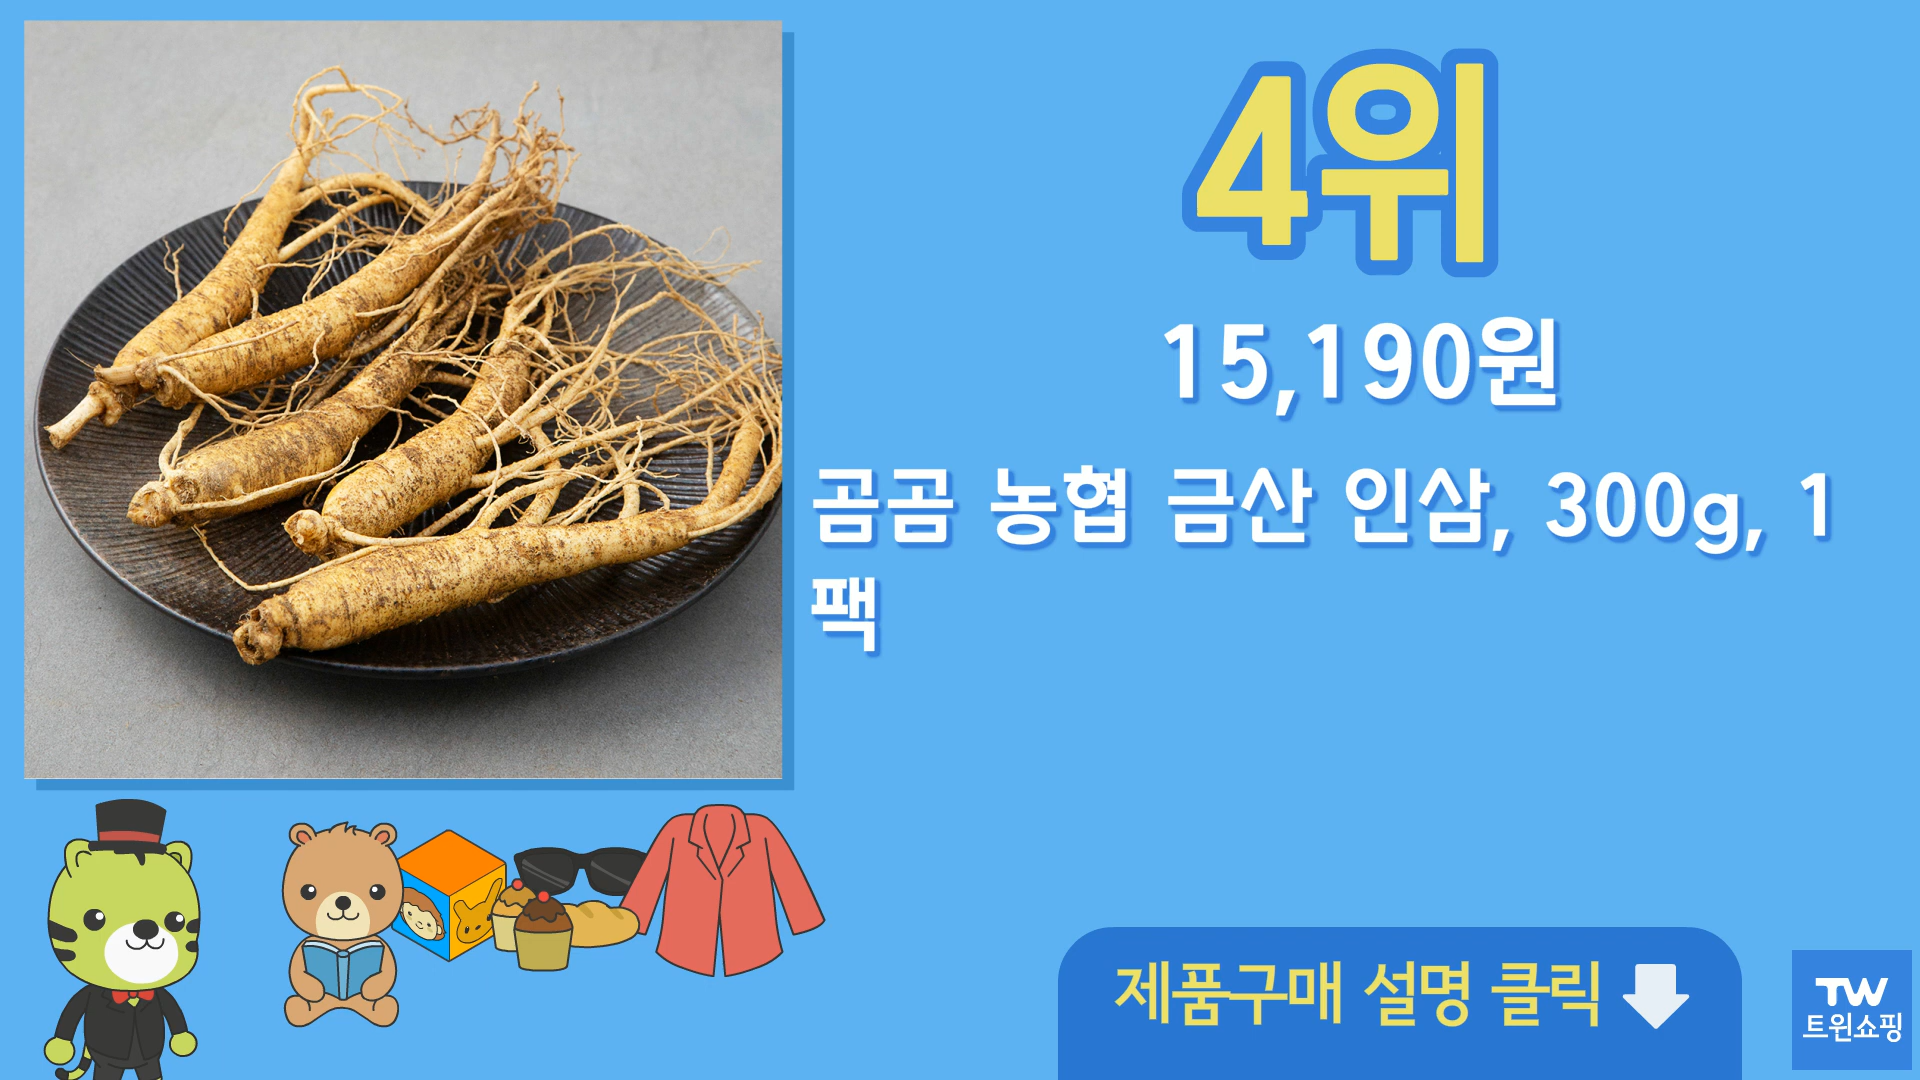 4위
15,190원
곰곰 농협 금산 인삼, 300g, 1
팩
제품구매 설명 클릭
TW
트윈쇼핑